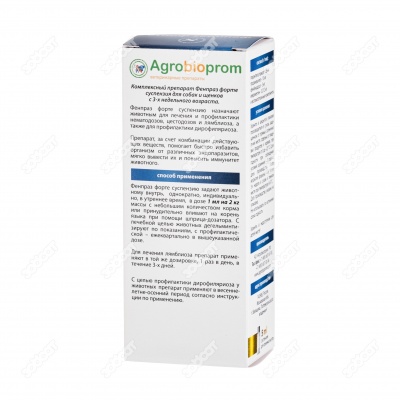 Agrobioprom
ветеринарные препараты
Комплексный препарат Фенпраз форте
суспензия для собак и щенков
с 3-х недельного возраста.
Фенпраз форте суспензию назначают
животным для лечения и профилактики
нематодозов, цестодозов и лямблиоза, а
также для профилактики дирофиляриоза.
Препарат, за счет комбинации действую-
щих веществ, помогает быстро избавить
организм от различных эндопаразитов,
мягко вывести их и повысить иммунитет
животного.
способ применения
Фенпраз форте суспензию задают живот-
ному внутрь, однократно, индивидуаль-
но, в утреннее время, в дозе 1 мл на 2 кг
массы с небольшим количеством корма
или принудительно вливают на корень
языка при помощи шприца-дозатора. С
лечебной целью животных дегельминти-
зируют по показаниям, с профилактичес-
кой - ежеквартально в вышеуказанной
дозе.
Для лечения лямблиоза препарат приме-
няют в той же дозировке, 1 раз в день, в
течение 3-х дней.
С целью профилактики дирофиляриоза у
животных препарат применяют в весенне-
летне-осенний период согласно инструк-
ции по применению.